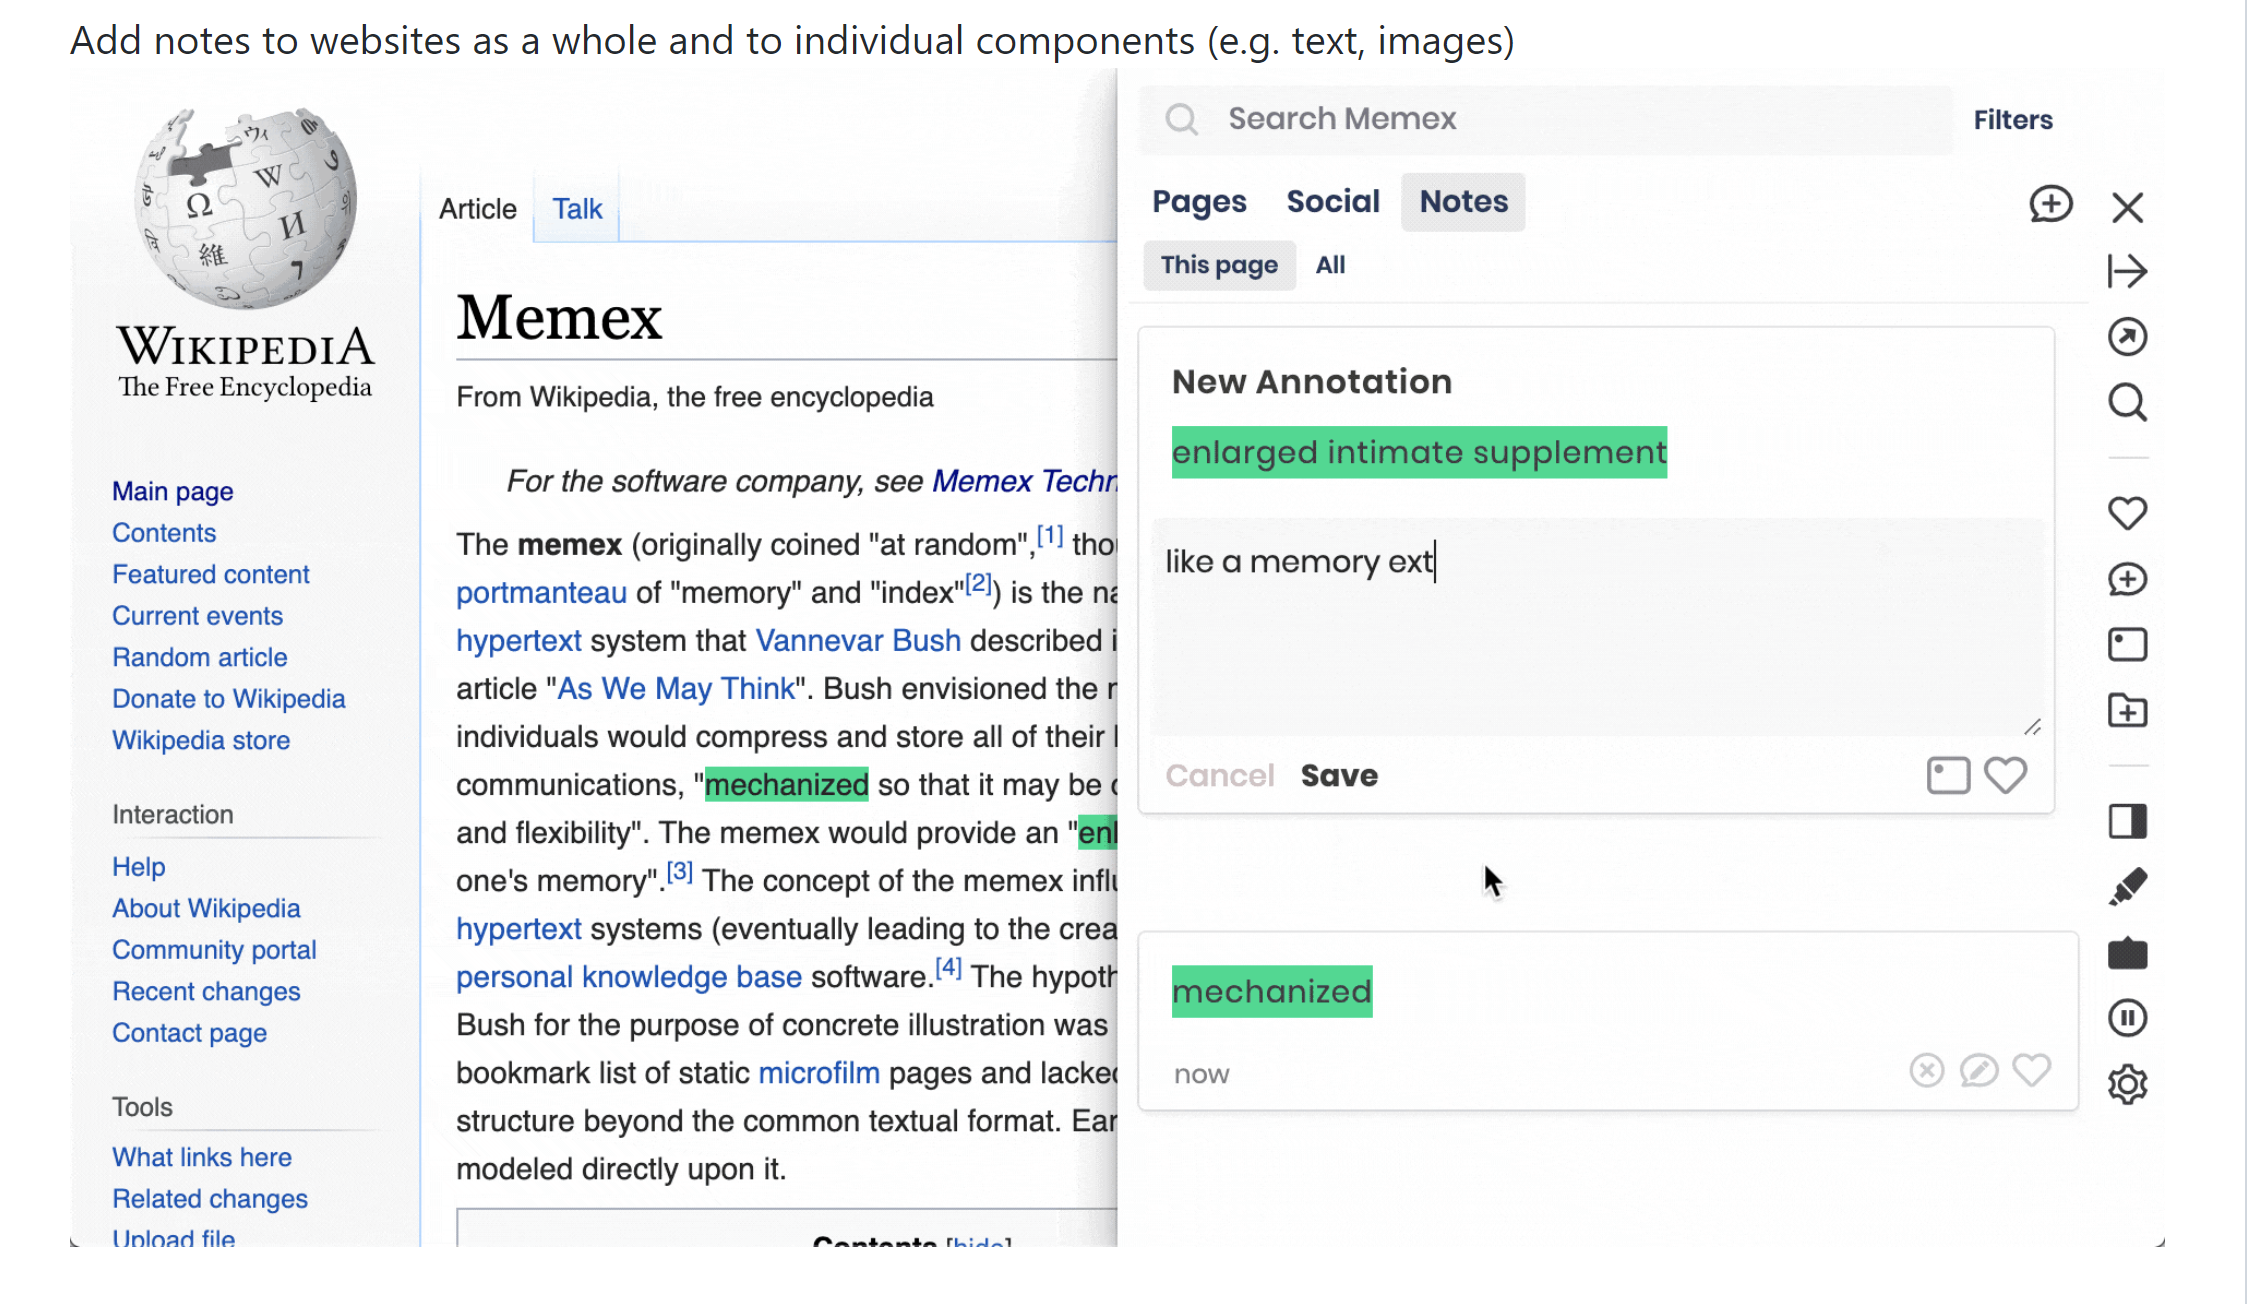 Add notes to websites as a whole and to individual components (e.g. text, images)
WIKIPEDIA
The Free Encyclopedia
Main page
Contents
Featured content
Current events
Random article
Donate to Wikipedia
Wikipedia store
Interaction
Help
About Wikipedia
Community portal
Recent changes
Contact page
Tools
What links here
Related changes
Upload file
Article Talk
Memex
From Wikipedia, the free encyclopedia
For the software company, see Memex Techn
The memex (originally coined "at random",[1] tho
portmanteau of "memory" and "index"[2]) is the na
hypertext system that Vannevar Bush described i
article "As We May Think". Bush envisioned the
individuals would compress and store all of their
communications, "mechanized so that it may be
and flexibility". The memex would provide an "enl
one's memory".[3] The concept of the memex influ
hypertext systems (eventually leading to the crea
personal knowledge base software.[4] The hypoth
Bush for the purpose of concrete illustration was
bookmark list of static microfilm pages and lacked
structure beyond the common textual format. Ear
modeled directly upon it.
Contents [hide]
Search Memex Filters
Pages Social Notes
This page All
New Annotation
enlarged intimate supplement
like a memory ext
Cancel Save
mechanized
now